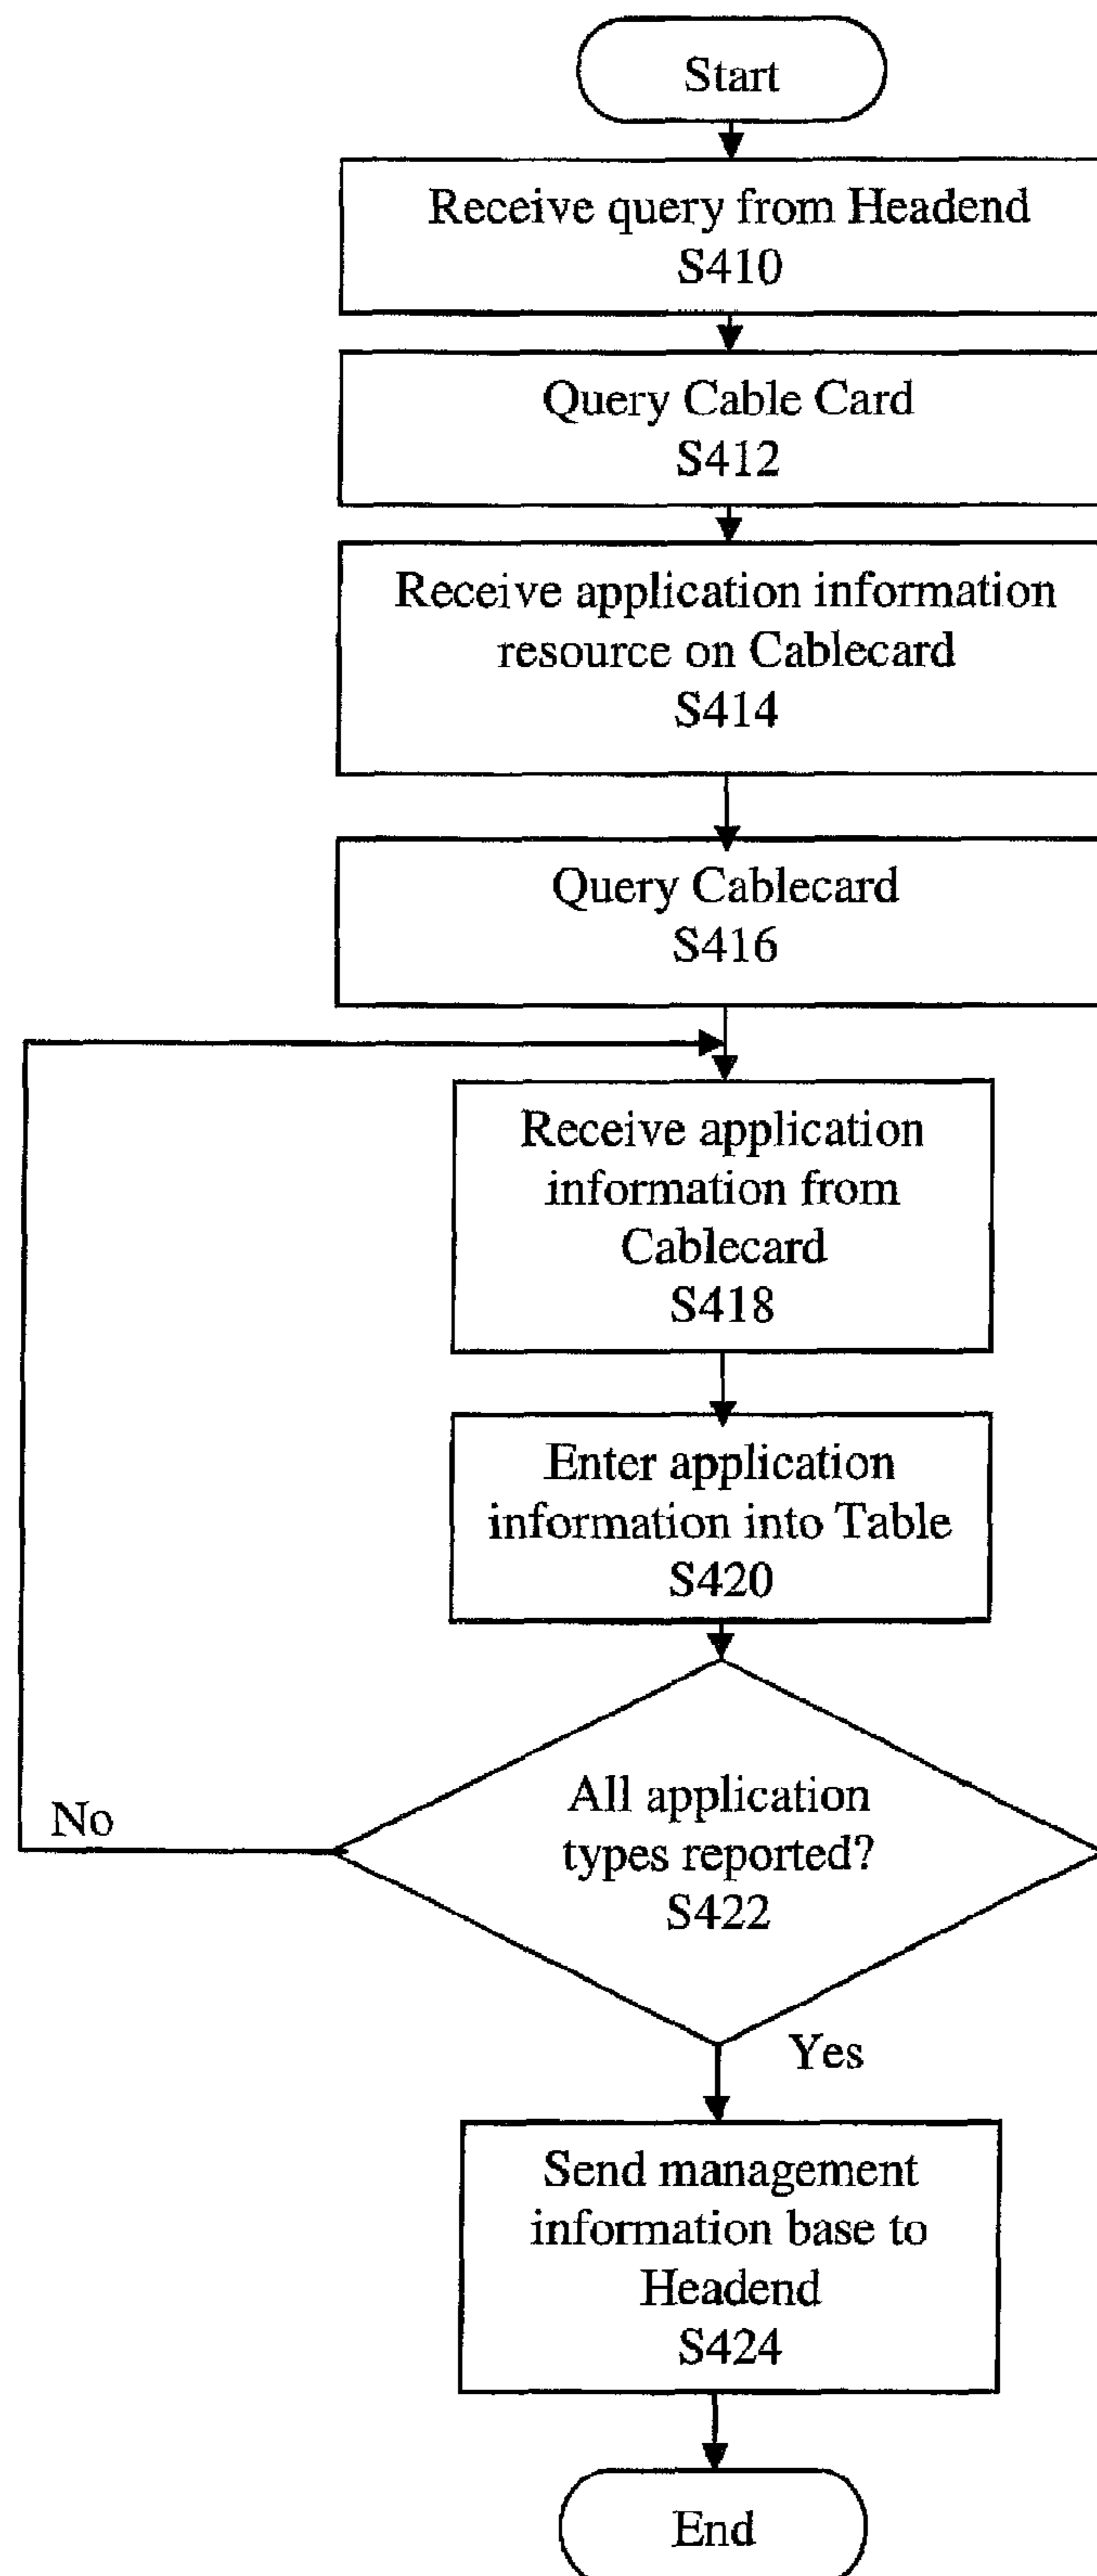 Start
Receive query from Headend
S410
Query Cable Card
S412
Receive application information
resource on Cablecard
S414
Query Cablecard
S416
Receive application
information from
Cablecard
S418
Enter application
information into Table
S420
All application
types reported?
S422
No
Yes
Send management
information base to
Headend
S424
End